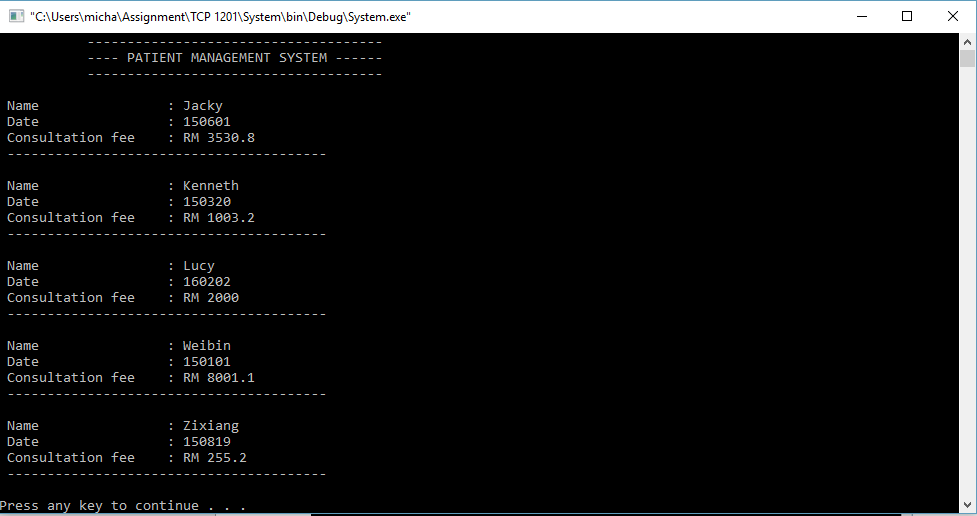 "C:\Users\micha\Assignment\TCP 1201\System\bin\Debug\System.exe"
-------------------------------------
---- PATIENT MANAGEMENT SYSTEM ------
-------------------------------------
Name                : Jacky
Date                : 150601
Consultation fee    : RM 3530.8
----------------------------------------
Name                : Kenneth
Date                : 150320
Consultation fee    : RM 1003.2
----------------------------------------
Name                : Lucy
Date                : 160202
Consultation fee    : RM 2000
----------------------------------------
Name                : Weibin
Date                : 150101
Consultation fee    : RM 8001.1
----------------------------------------
Name                : Zixiang
Date                : 150819
Consultation fee    : RM 255.2
----------------------------------------
Press any key to continue . . .